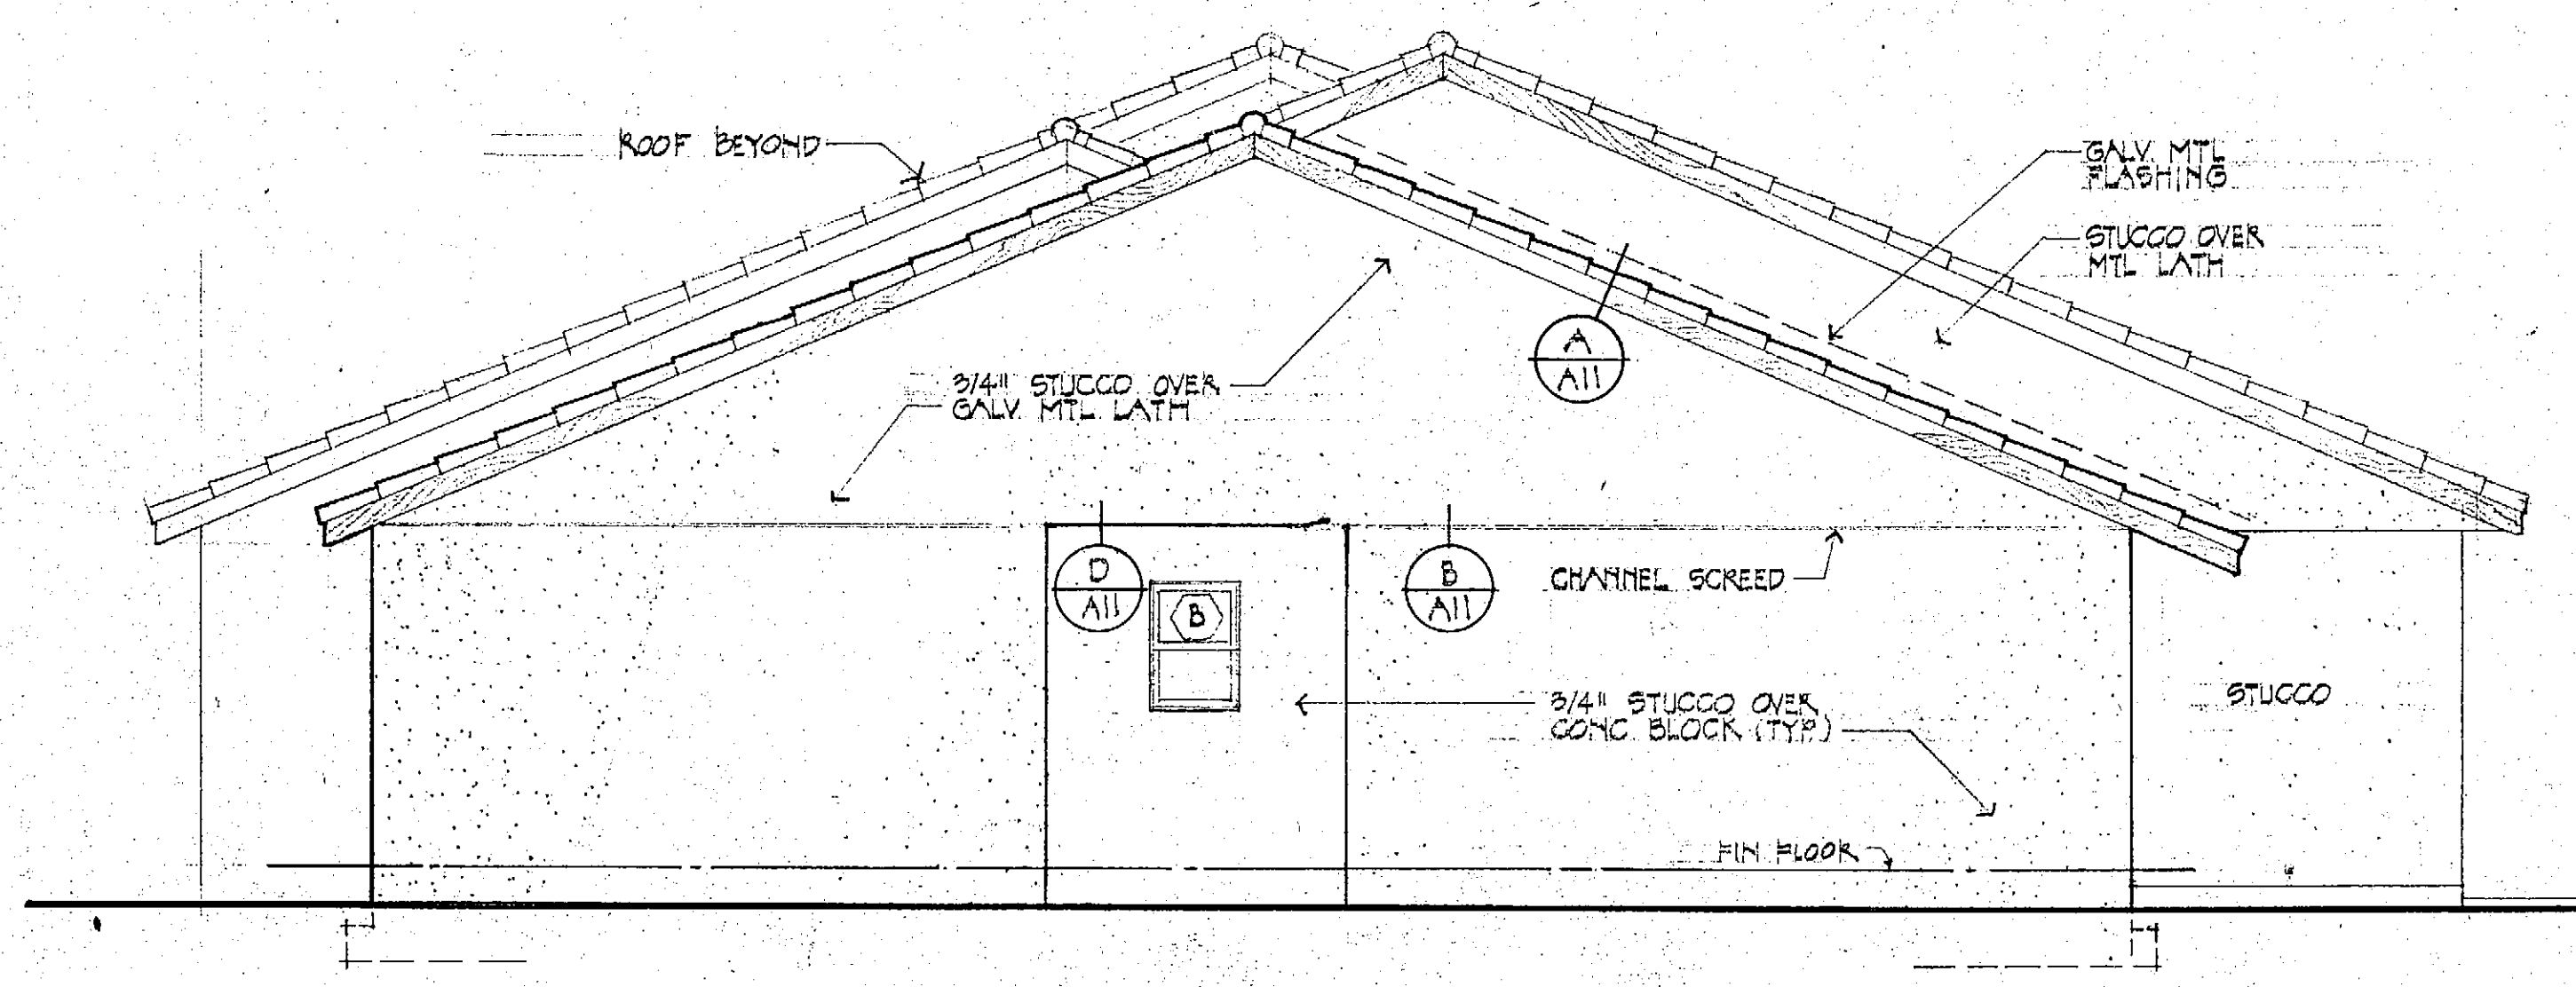 ROOF BEYOND
GALV. MTL
FLASHING
STUCCO OVER
MTL LATH
A
A11
3/4" STUCCO OVER
GALV. MTL LATH
D
A11
B
B
A11
CHANNEL SCREED
3/4" STUCCO OVER
CONC BLOCK (TYP.)
STUCCO
FIN FLOOR